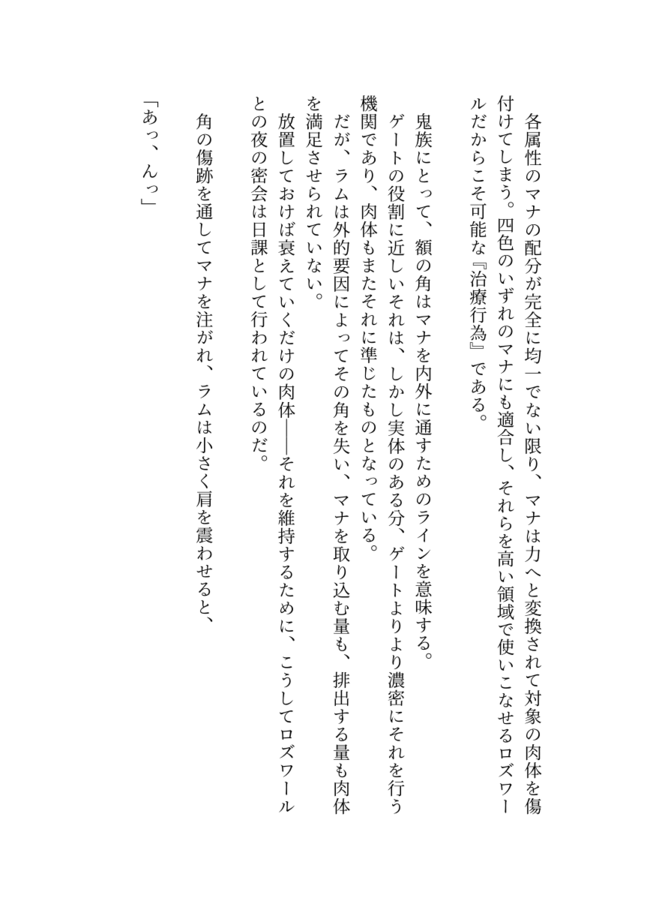 各属性のマナの配分が完全に均一でない限り、マナは力へと変換されて対象の肉体を傷
付けてしまう。四色のいずれのマナにも適合し、それらを高い領域で使いこなせるロズワー
ルだからこそ可能な『治療行為』である。
鬼族にとって、額の角はマナを内外に通すためのラインを意味する。
ゲートの役割に近しいそれは、しかし実体のある分、ゲートよりより濃密にそれを行う
機関であり、肉体もまたそれに準じたものとなっている。
だが、ラムは外的要因によってその角を失い、マナを取り込む量も、排出する量も肉体
を満足させられていない。
放置しておけば衰えていくだけの肉体――それを維持するために、こうしてロズワール
との夜の密会は日課として行われているのだ。
角の傷跡を通してマナを注がれ、ラムは小さく肩を震わせると、
「あっ、んっ」